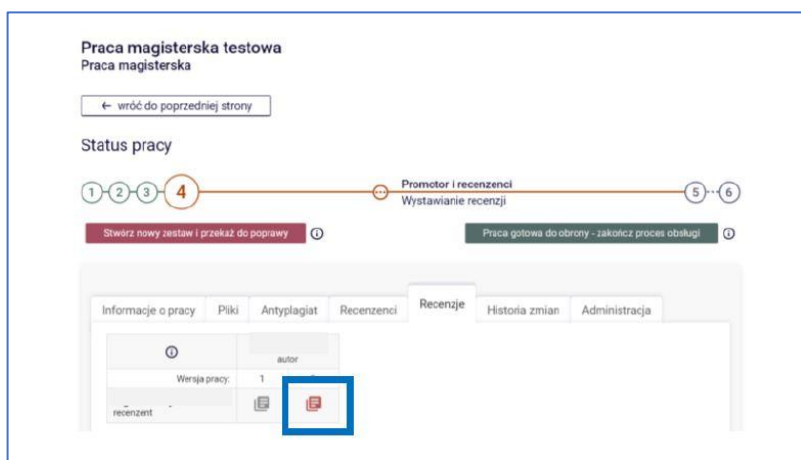 Praca magisterska testowa
Praca magisterska
← wróć do poprzedniej strony
Status pracy
1 2 3 4
Promotor i recenzenci
Wystawianie recenzji
5 6
Stwórz nowy zestaw i przekaż do poprawy
Praca gotowa do obrony - zakończ proces obsługi
Informacje o pracy Pliki Antyplagiat Recenzenci Recenzje Historia zmian Administracja
autor
Wersja pracy: 1
recenzent